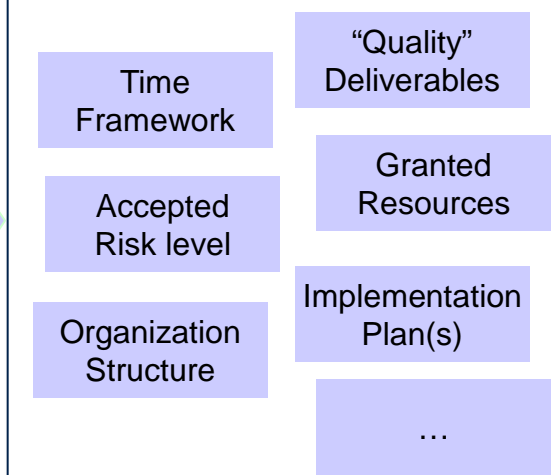 “Quality”
Deliverables
Time
Framework
Granted
Resources
Accepted
Risk level
Implementation
Plan(s)
Organization
Structure
…